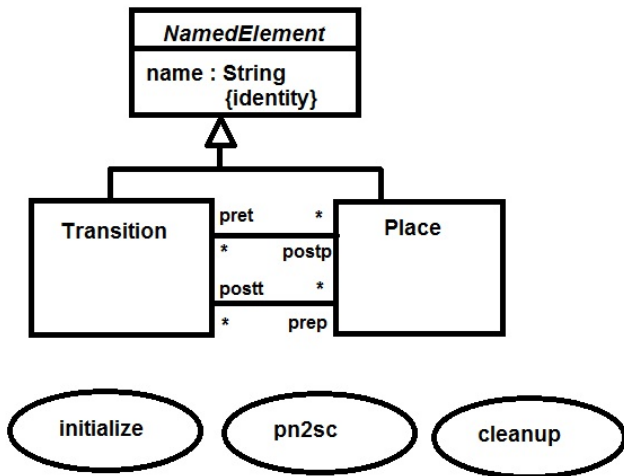 NamedElement
name : String
{identity}
Transition
Place
pret *
* postp
postt *
* prep
initialize
pn2sc
cleanup